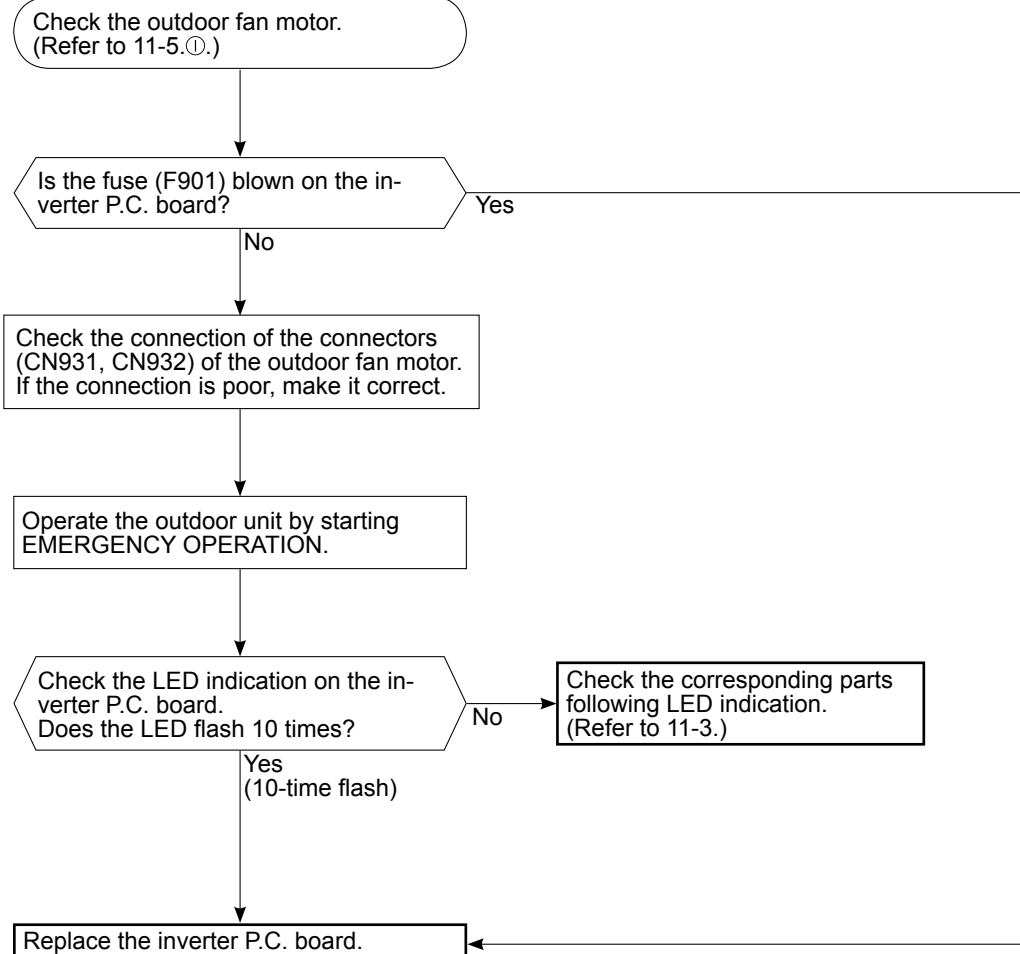 Check the outdoor fan motor.
(Refer to 11-5.Ⓘ.)
Is the fuse (F901) blown on the in-
verter P.C. board?
Yes
No
Check the connection of the connectors
(CN931, CN932) of the outdoor fan motor.
If the connection is poor, make it correct.
Operate the outdoor unit by starting
EMERGENCY OPERATION.
Check the LED indication on the in-
verter P.C. board.
Does the LED flash 10 times?
No
Check the corresponding parts
following LED indication.
(Refer to 11-3.)
Yes
(10-time flash)
Replace the inverter P.C. board.